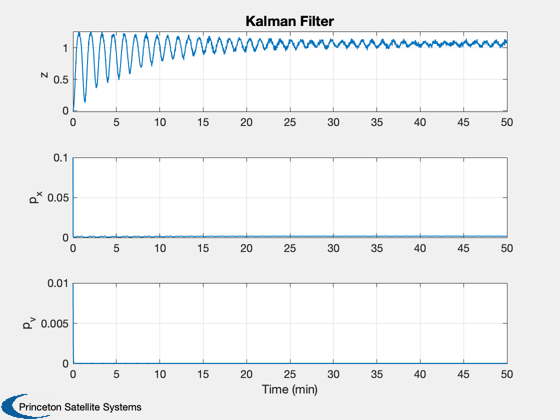 Kalman Filter
z
1
0.5
0
0 5 10 15 20 25 30 35 40 45 50
p_x
0.1
0.05
0
0 5 10 15 20 25 30 35 40 45 50
p_v
0.01
0.005
0
0 5 10 15 20 25 30 35 40 45 50
Time (min)
Princeton Satellite Systems